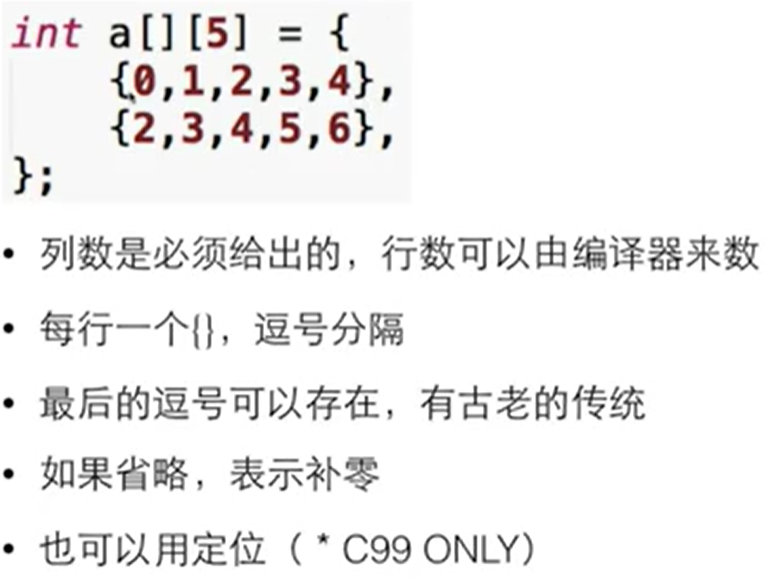 int a[][5] = {
    {0,1,2,3,4},
    {2,3,4,5,6},
};
• 列数是必须给出的，行数可以由编译器来数
• 每行一个{}，逗号分隔
• 最后的逗号可以存在，有古老的传统
• 如果省略，表示补零
• 也可以用定位（ * C99 ONLY）